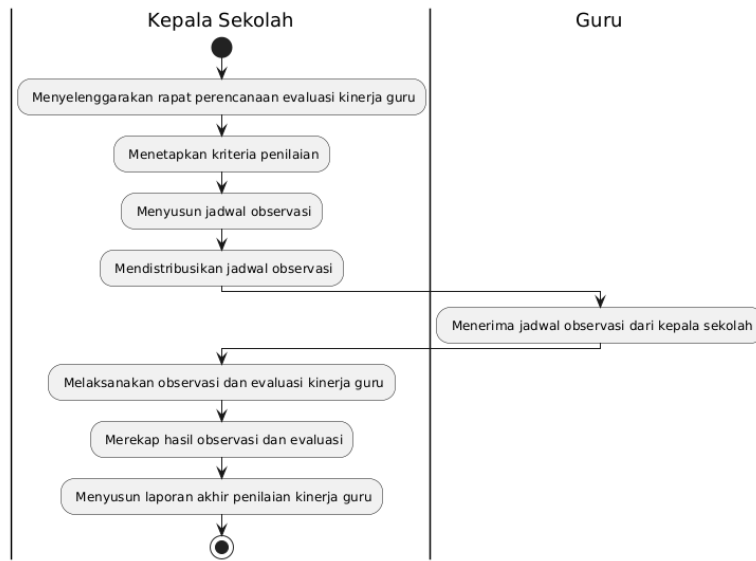 Kepala Sekolah
Guru
Menyelenggarakan rapat perencanaan evaluasi kinerja guru
Menetapkan kriteria penilaian
Menyusun jadwal observasi
Mendistribusikan jadwal observasi
Menerima jadwal observasi dari kepala sekolah
Melaksanakan observasi dan evaluasi kinerja guru
Merekap hasil observasi dan evaluasi
Menyusun laporan akhir penilaian kinerja guru